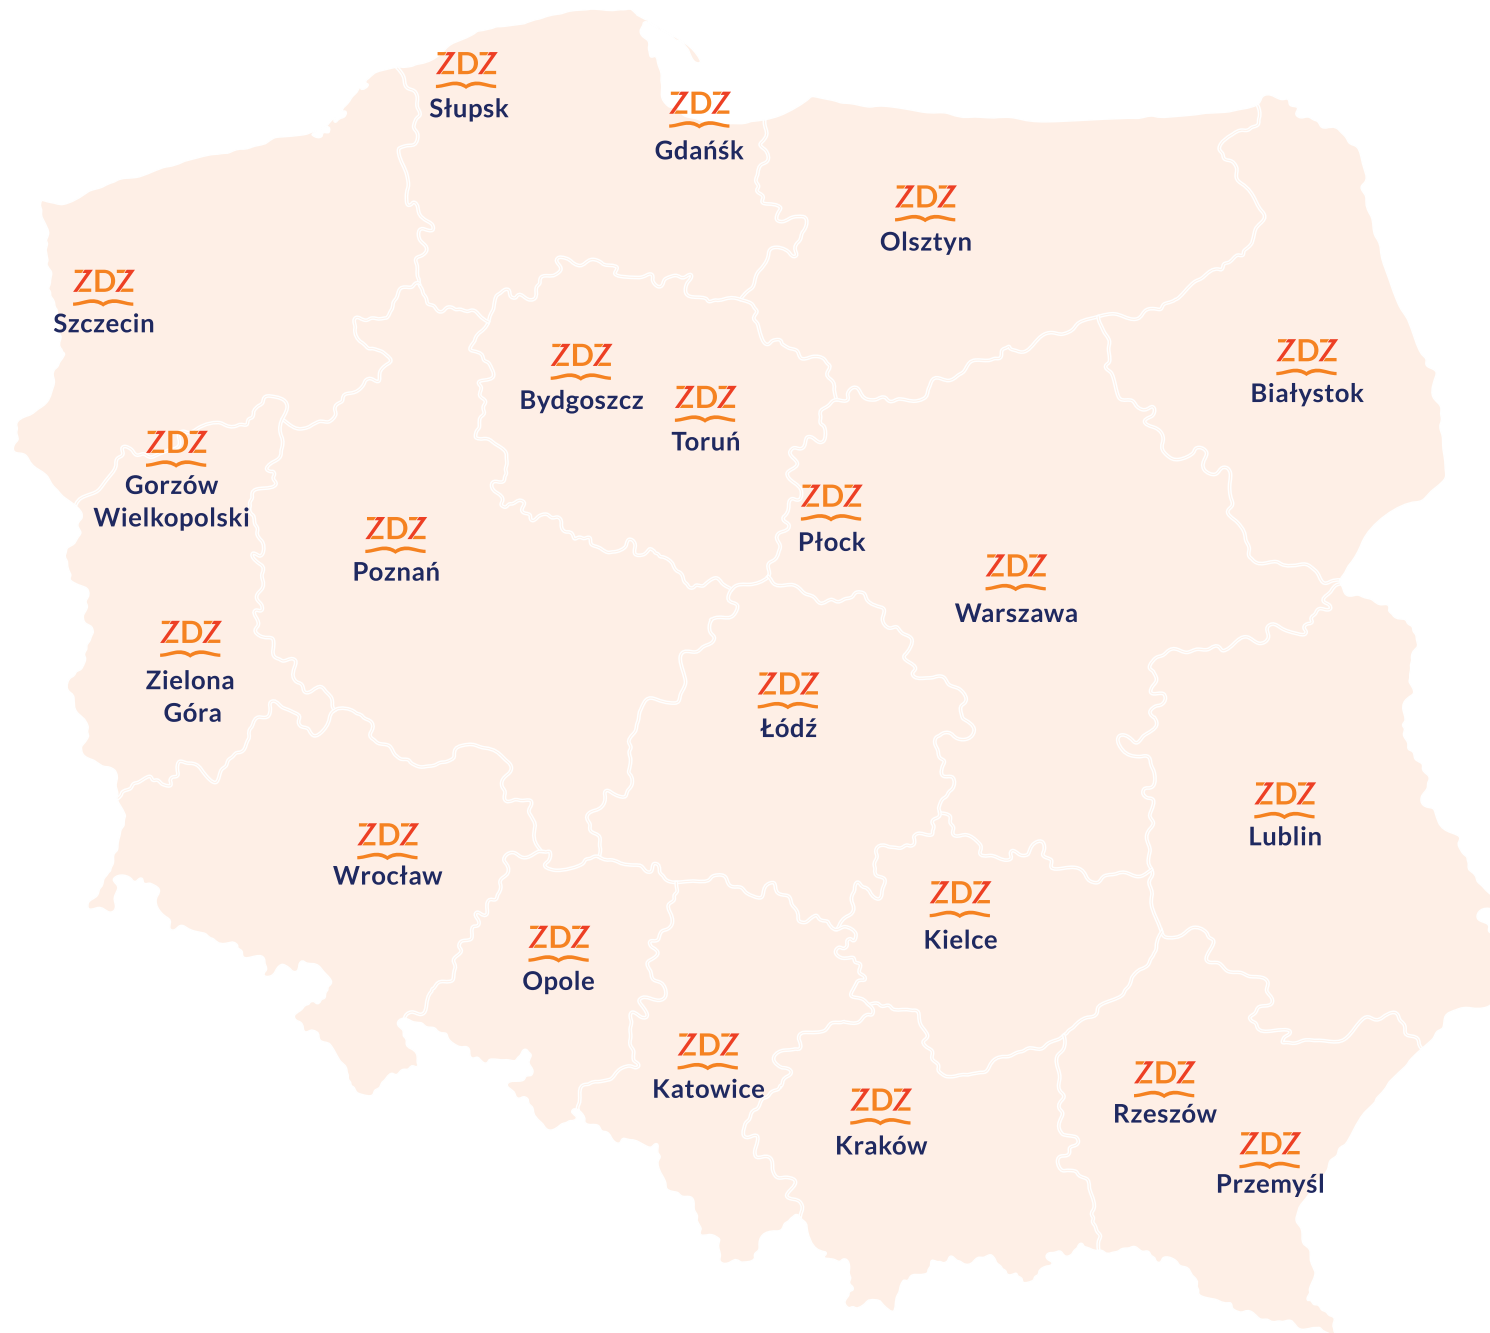 ZDZ
Słupsk
ZDZ
Gdańśk
ZDZ
Olsztyn
ZDZ
Szczecin
ZDZ
Białystok
ZDZ
Bydgoszcz
ZDZ
Toruń
ZDZ
Gorzów
Wielkopolski
ZDZ
Płock
ZDZ
Poznań
ZDZ
Warszawa
ZDZ
Zielona
Góra
ZDZ
Łódź
ZDZ
Lublin
ZDZ
Wrocław
ZDZ
Kielce
ZDZ
Opole
ZDZ
Katowice
ZDZ
Rzeszów
ZDZ
Kraków
ZDZ
Przemyśl